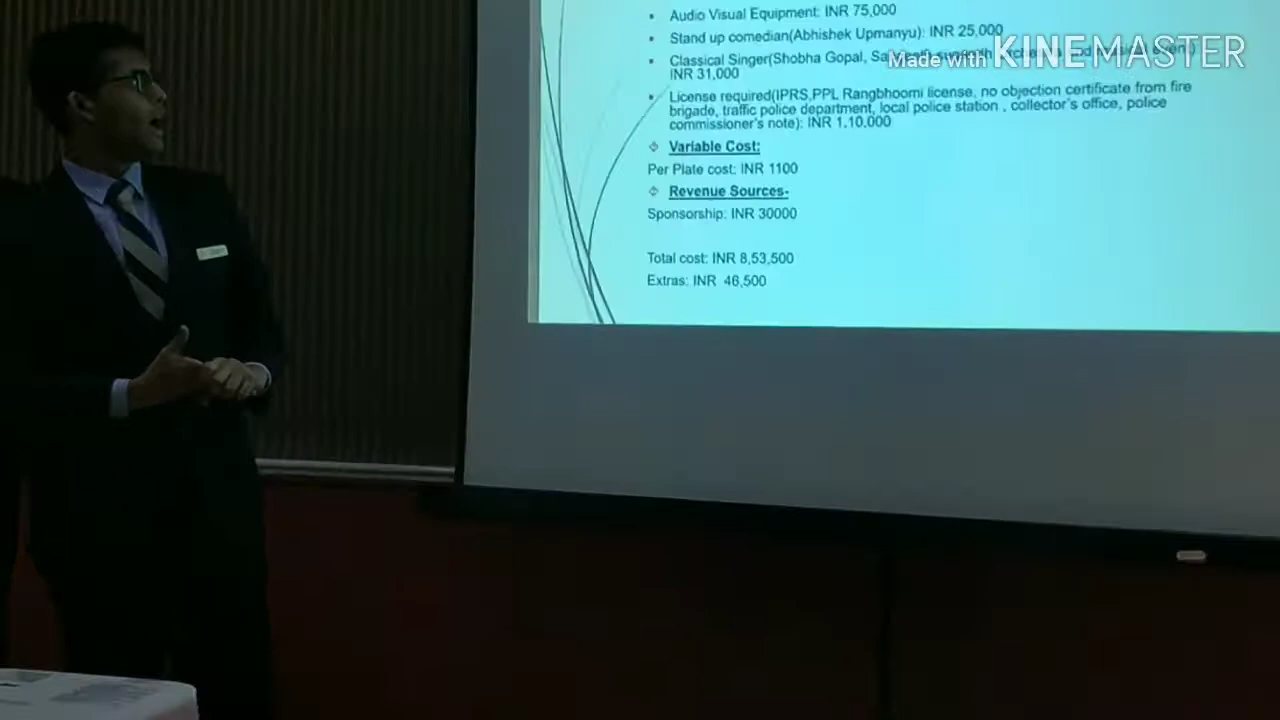 Audio Visual Equipment: INR 75,000
Stand up comedian(Abhishek Upmanyu): INR 25,000
Made with KINEMASTER
Classical Singer(Shobha Gopal,
INR 31,000
License required(IPRS,PPL Rangbhoomi license, no objection certificate from fire
brigade, traffic police department, local police station , collector's office, police
commissioner's note): INR 1,10,000
Variable Cost:
Per Plate cost: INR 1100
Revenue Sources-
Sponsorship: INR 30000
Total cost: INR 8,53,500
Extras: INR 46,500